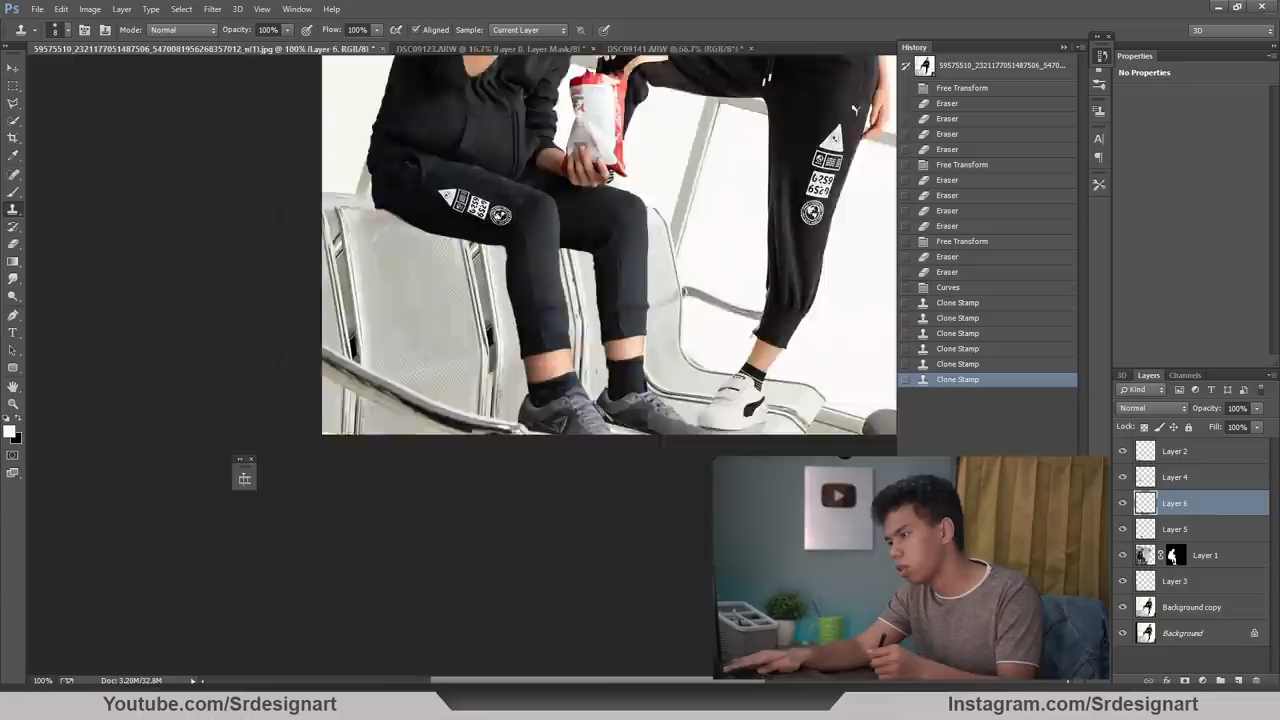 Ps File Edit Image Layer Type Select Filter 3D View Window Help
Mode: Normal Opacity: 100% Flow: 100% Aligned Sample: Current Layer 3D
59575510_2321177051487506_5470081956268357012_n(1).jpg @ 100% (Layer 6, RGB/8) * × DSC09123.ARW @ 16.7% (Layer 0, Layer Mask/8) * × DSC09141.ARW @ 66.7% (RGB/8*) * ×
History
59575510_2321177051487506_5470...
Free Transform
Eraser
Eraser
Eraser
Eraser
Free Transform
Eraser
Eraser
Eraser
Eraser
Free Transform
Eraser
Eraser
Curves
Clone Stamp
Clone Stamp
Clone Stamp
Clone Stamp
Clone Stamp
Clone Stamp
Properties
No Properties
3D Layers Channels
Kind
Normal Opacity: 100%
Lock: Fill: 100%
Layer 2
Layer 4
Layer 6
Layer 5
Layer 1
Layer 3
Background copy
Background
100% Doc: 3.20M/32.8M
Youtube.com/Srdesignart
Instagram.com/Srdesignart